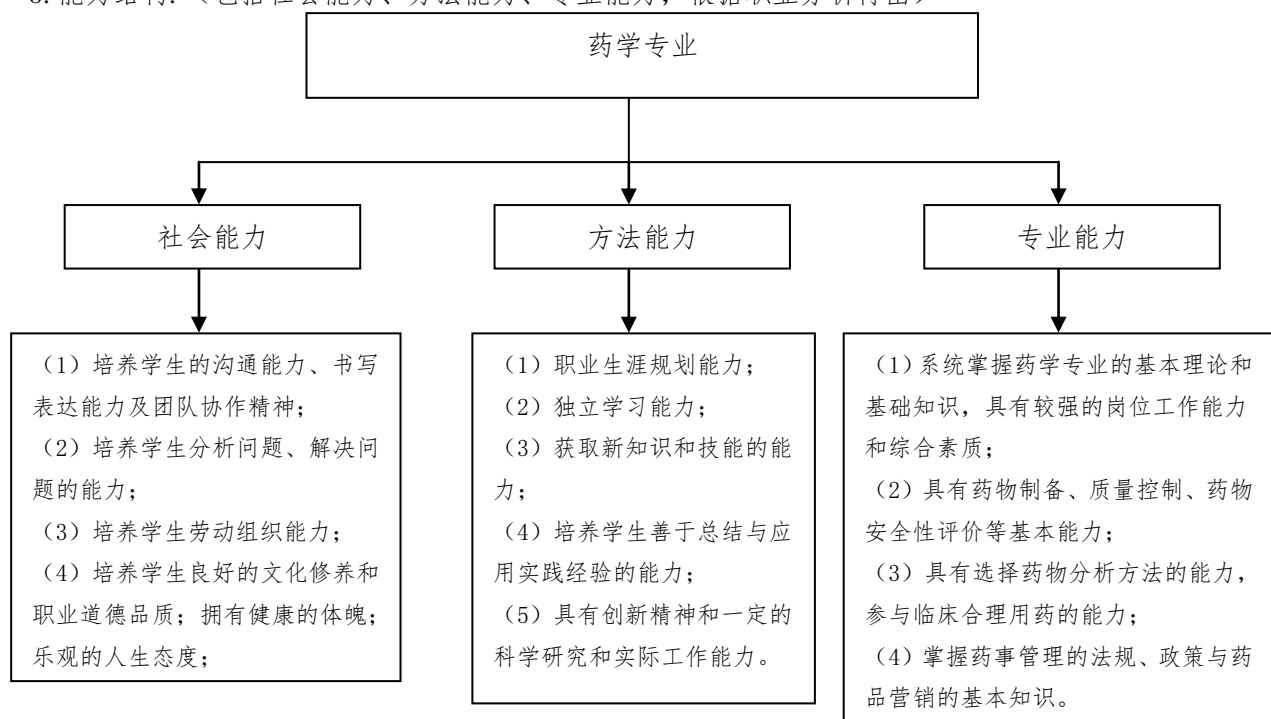 药学专业
社会能力
方法能力
专业能力
（1）培养学生的沟通能力、书写
表达能力及团队协作精神；
（2）培养学生分析问题、解决问
题的能力；
（3）培养学生劳动组织能力；
（4）培养学生良好的文化修养和
职业道德品质；拥有健康的体魄；
乐观的人生态度；
（1）职业生涯规划能力；
（2）独立学习能力；
（3）获取新知识和技能的能
力；
（4）培养学生善于总结与应
用实践经验的能力；
（5）具有创新精神和一定的
科学研究和实际工作能力。
（1）系统掌握药学专业的基本理论和
基础知识，具有较强的岗位工作能力
和综合素质；
（2）具有药物制备、质量控制、药物
安全性评价等基本能力；
（3）具有选择药物分析方法的能力，
参与临床合理用药的能力；
（4）掌握药事管理的法规、政策与药
品营销的基本知识。